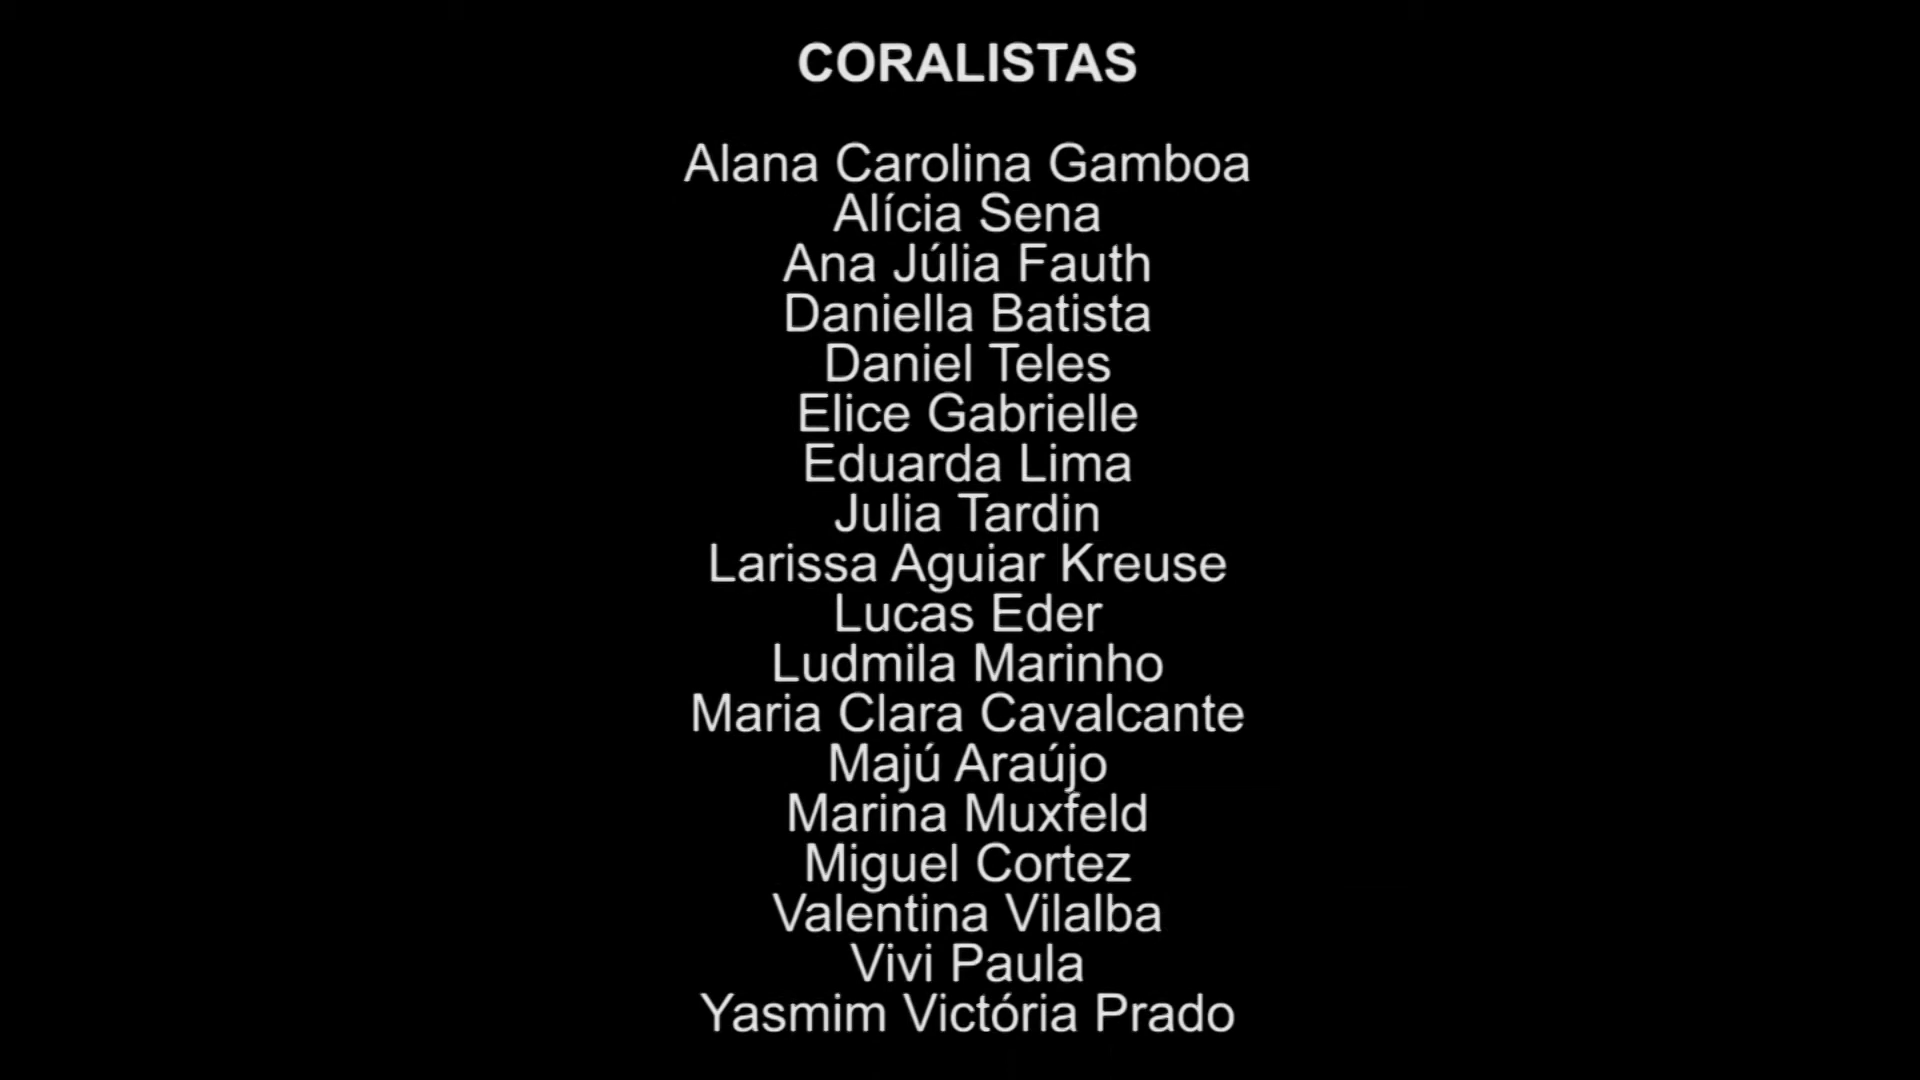 CORALISTAS
Alana Carolina Gamboa
Alícia Sena
Ana Júlia Fauth
Daniella Batista
Daniel Teles
Elice Gabrielle
Eduarda Lima
Julia Tardin
Larissa Aguiar Kreuse
Lucas Eder
Ludmila Marinho
Maria Clara Cavalcante
Majú Araújo
Marina Muxfeld
Miguel Cortez
Valentina Vilalba
Vivi Paula
Yasmim Victória Prado